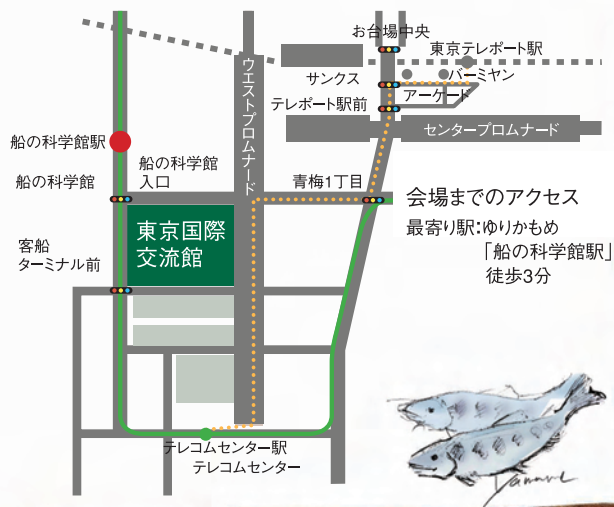 お台場中央
東京テレポート駅
サンクス
バーミヤン
アーケード
テレポート駅前
ウエストプロムナード
センタープロムナード
船の科学館駅
船の科学館
船の科学館
入口
青梅1丁目
東京国際
交流館
客船
ターミナル前
テレコムセンター駅
テレコムセンター
会場までのアクセス
最寄り駅:ゆりかもめ
「船の科学館駅」
徒歩3分